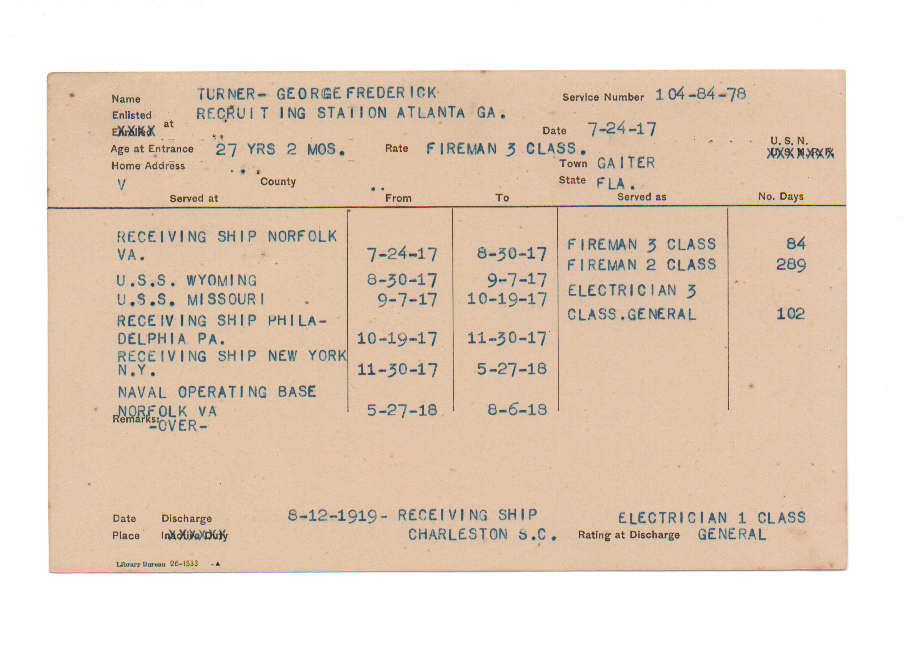 Name TURNER- GEORGE FREDERICK Service Number 104-84-78
Enlisted at RECRUITING STATION ATLANTA GA.
Enrolled Date 7-24-17
Age at Entrance 27 YRS 2 MOS. Rate FIREMAN 3 CLASS. U.S.N.
U.S.N.R.F.
Home Address Town GAITER
V County State FLA.
Served at From To Served as No. Days
RECEIVING SHIP NORFOLK
VA. 7-24-17 8-30-17 FIREMAN 3 CLASS 84
FIREMAN 2 CLASS 289
U.S.S. WYOMING 8-30-17 9-7-17
U.S.S. MISSOURI 9-7-17 10-19-17 ELECTRICIAN 3
RECEIVING SHIP PHILA- CLASS.GENERAL 102
DELPHIA PA. 10-19-17 11-30-17
RECEIVING SHIP NEW YORK
N.Y. 11-30-17 5-27-18
NAVAL OPERATING BASE
NORFOLK VA 5-27-18 8-6-18
Remarks: -OVER-
Date Discharge 8-12-1919- RECEIVING SHIP ELECTRICIAN 1 CLASS
Place Inactive Duty CHARLESTON S.C. Rating at Discharge GENERAL
Library Bureau 26-1533